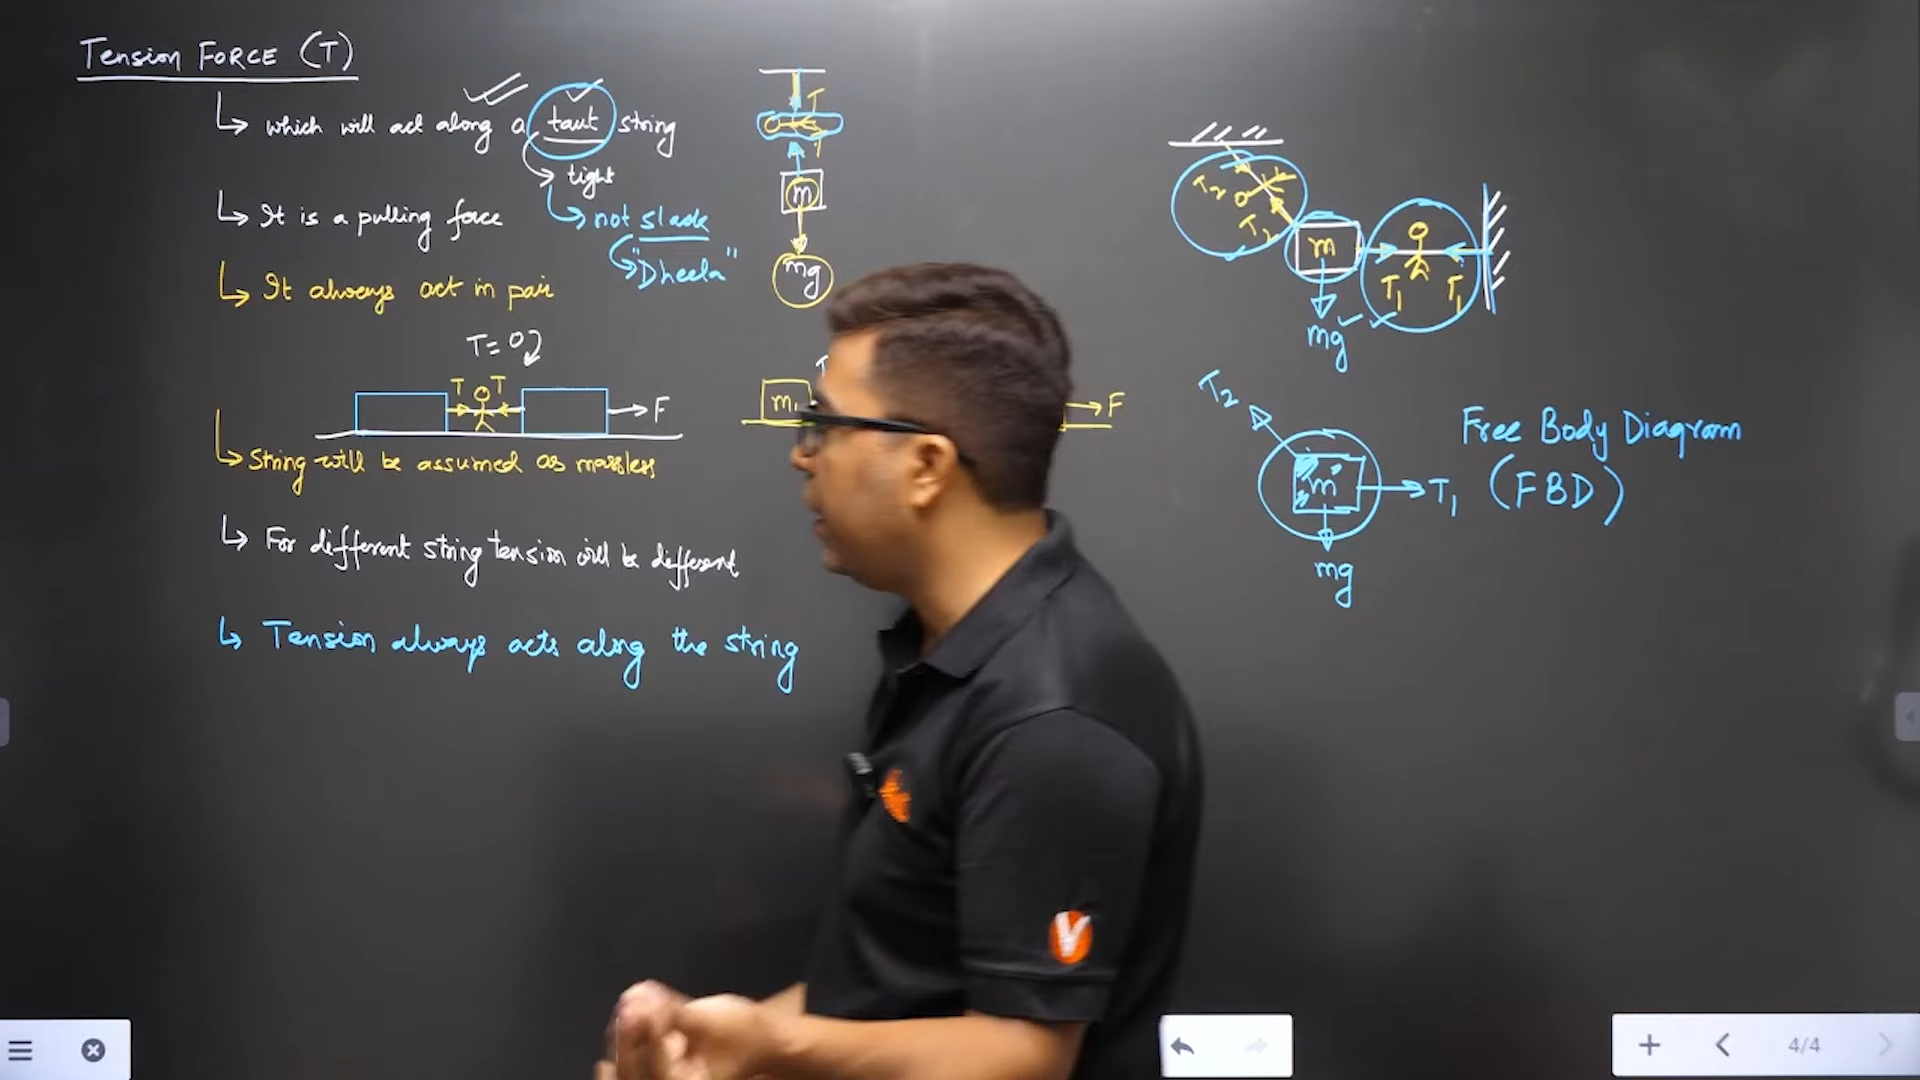 Tension FORCE (T)
which will act along a taut string
tight
It is a pulling force
not slack
"Dheela"
It always act in pair
T= 0
T T
F
String will be assumed as massless
For different string tension will be different
Tension always acts along the string
T
T
m
mg
m1
F
T2
T2
m
T1 T1
mg
T2
Free Body Diagram
m
T1
(FBD)
mg
V
4/4